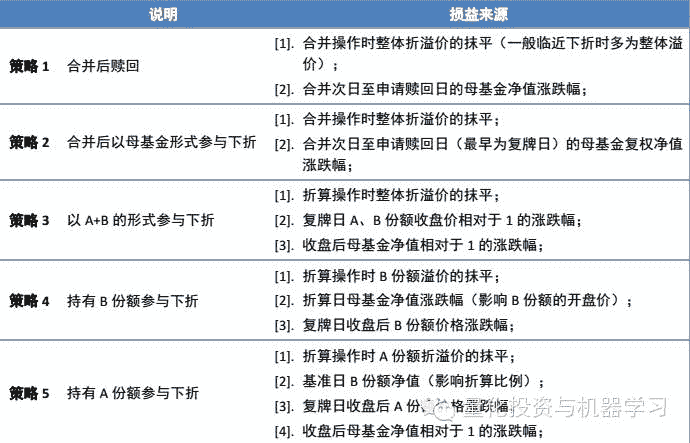 说明 损益来源
策略 1 合并后赎回
[1]. 合并操作时整体折溢价的抹平（一般临近下折时多为整体溢
价）；
[2]. 合并次日至申请赎回日的母基金净值涨跌幅；
策略 2 合并后以母基金形式参与下折
[1]. 合并操作时整体折溢价的抹平；
[2]. 合并次日至申请赎回日（最早为复牌日）的母基金复权净值
涨跌幅；
策略 3 以 A+B 的形式参与下折
[1]. 折算操作时整体折溢价的抹平；
[2]. 复牌日 A、B 份额收盘价相对于 1 的涨跌幅；
[3]. 收盘后母基金净值相对于 1 的涨跌幅；
策略 4 持有 B 份额参与下折
[1]. 折算操作时 B 份额溢价的抹平；
[2]. 折算日母基金净值涨跌幅（影响 B 份额的开盘价）；
[3]. 复牌日收盘后 B 份额价格涨跌幅；
策略 5 持有 A 份额参与下折
[1]. 折算操作时 A 份额折溢价的抹平；
[2]. 基准日 B 份额净值（影响折算比例）；
[3]. 复牌日收盘后 A 份 价格涨跌幅
[4]. 收盘后母基金净值相对于 1 的涨跌幅；
量化投资与机器学习